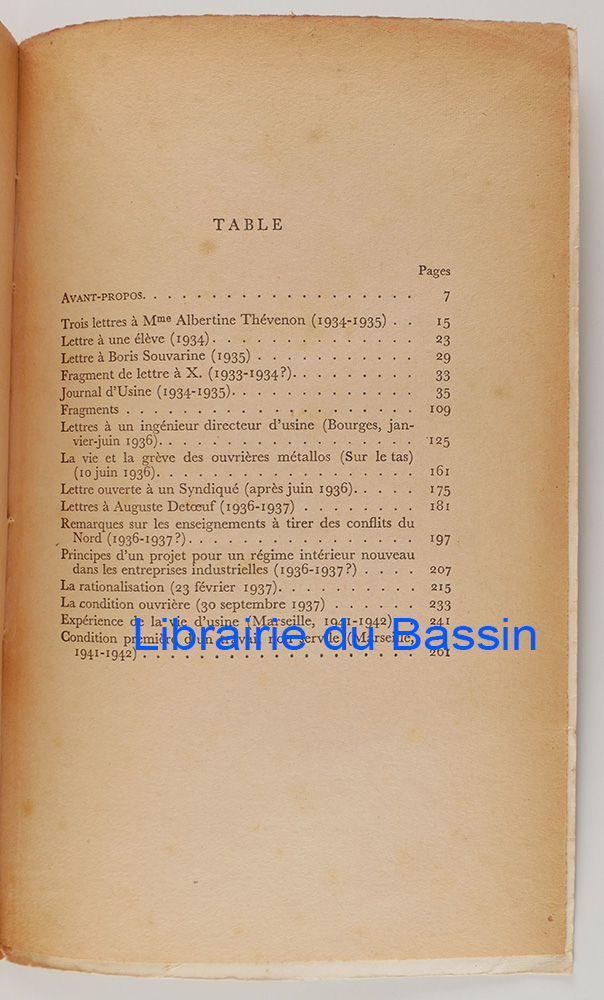 TABLE
Pages
AVANT-PROPOS. . . . . . . . . . . . . . . . . . . 7
Trois lettres à Mme Albertine Thévenon (1934-1935) . . 15
Lettre à une élève (1934). . . . . . . . . . . . . . 23
Lettre à Boris Souvarine (1935) . . . . . . . . . . . 29
Fragment de lettre à X. (1933-1934?). . . . . . . . . 33
Journal d'Usine (1934-1935). . . . . . . . . . . . . 35
Fragments . . . . . . . . . . . . . . . . . . . . 109
Lettres à un ingénieur directeur d'usine (Bourges, jan-
vier-juin 1936). . . . . . . . . . . . . . . . . . 125
La vie et la grève des ouvrières métallos (Sur le tas)
(10 juin 1936). . . . . . . . . . . . . . . . . . 161
Lettre ouverte à un Syndiqué (après juin 1936). . . . . 175
Lettres à Auguste Detœuf (1936-1937) . . . . . . . . 181
Remarques sur les enseignements à tirer des conflits du
Nord (1936-1937?). . . . . . . . . . . . . . . . 197
Principes d'un projet pour un régime intérieur nouveau
dans les entreprises industrielles (1936-1937?) . . . . 207
La rationalisation (23 février 1937). . . . . . . . . . 215
La condition ouvrière (30 septembre 1937) . . . . . . 233
Expérience de la vie d'usine (Marseille, 1941-1942) . . 241
Condition première d'un travail non servile (Marseille,
1941-1942) . . . . . . . . . . . . . . . . . . . 261
Librairie du Bassin